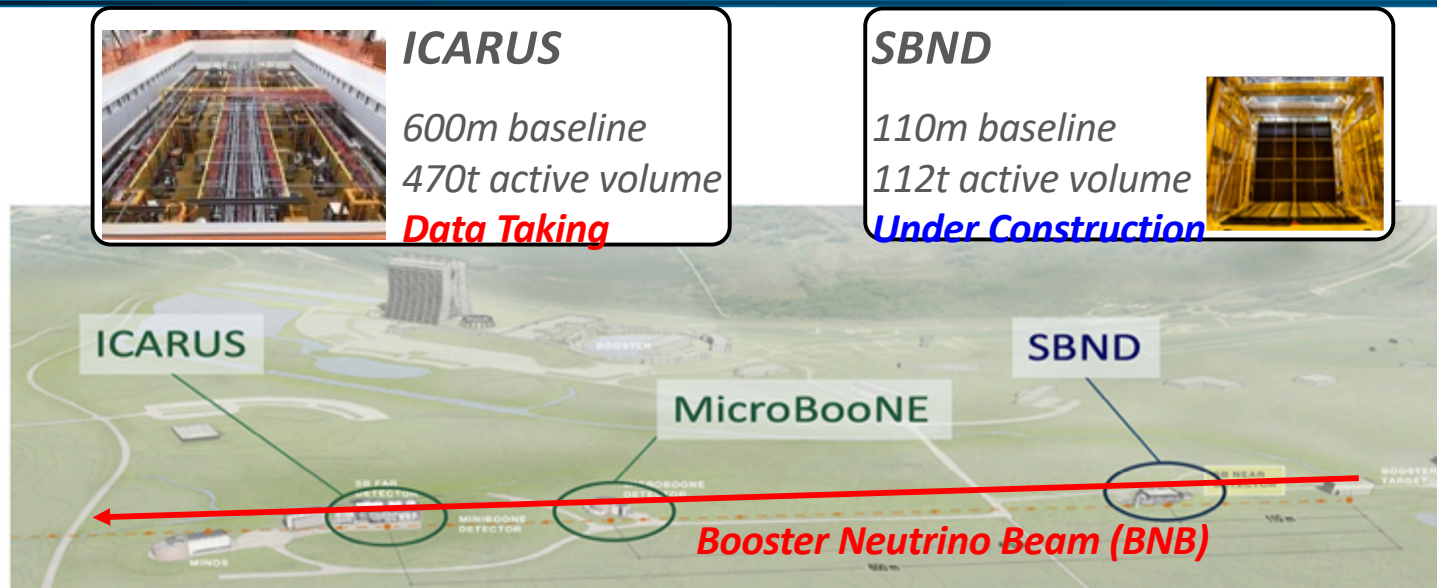 ICARUS
600m baseline
470t active volume
Data Taking
SBND
110m baseline
112t active volume
Under Construction
ICARUS
SBND
MicroBooNE
BOOSTER
SB FAR
DETECTOR
MINIBOONE
DETECTOR
MICROBOONE
DETECTOR
SB NEAR
DETECTOR
BOOSTER
TARGET
MINOS
110 m
600 m
Booster Neutrino Beam (BNB)